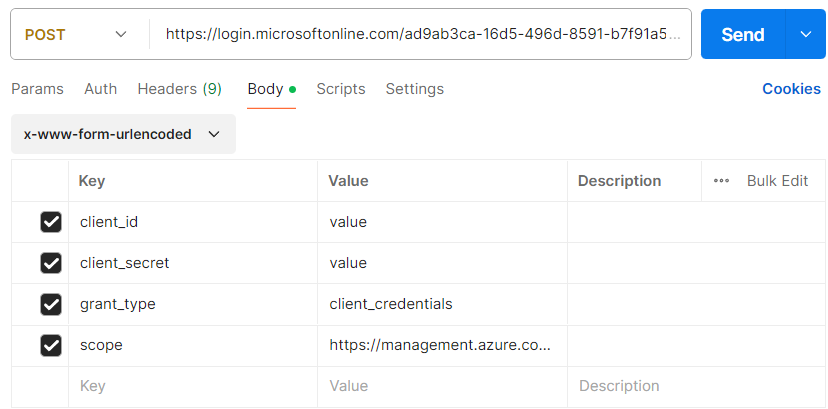 POST https://login.microsoftonline.com/ad9ab3ca-16d5-496d-8591-b7f91a5... Send
Params Auth Headers (9) Body Scripts Settings Cookies
x-www-form-urlencoded
Key Value Description ••• Bulk Edit
client_id value
client_secret value
grant_type client_credentials
scope https://management.azure.co...
Key Value Description